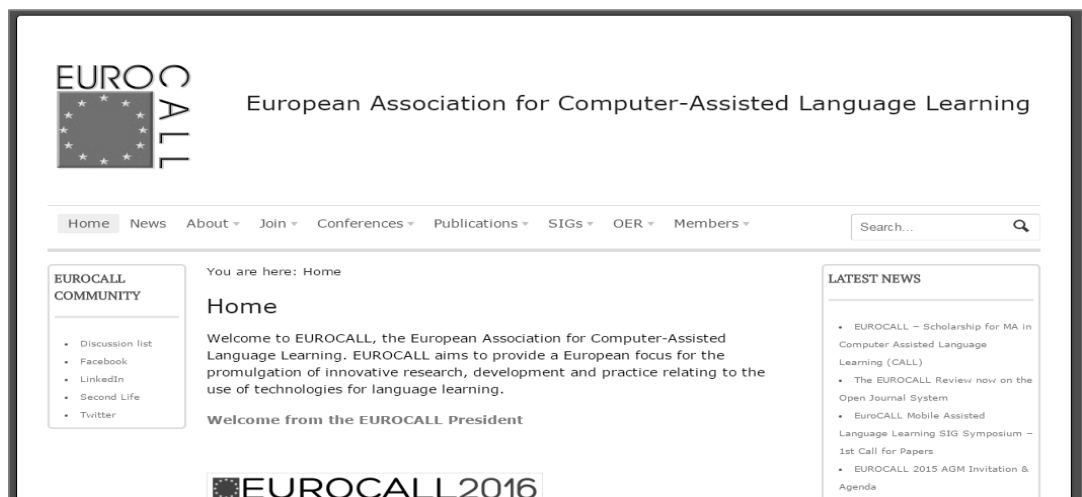 EUROCALL
European Association for Computer-Assisted Language Learning
Home News About Join Conferences Publications SIGs OER Members Search...
EUROCALL
COMMUNITY
Discussion list
Facebook
LinkedIn
Second Life
Twitter
You are here: Home
Home
Welcome to EUROCALL, the European Association for Computer-Assisted
Language Learning. EUROCALL aims to provide a European focus for the
promulgation of innovative research, development and practice relating to the
use of technologies for language learning.
Welcome from the EUROCALL President
EUROCALL2016
LATEST NEWS
EUROCALL – Scholarship for MA in
Computer Assisted Language
Learning (CALL)
The EUROCALL Review now on the
Open Journal System
EuroCALL Mobile Assisted
Language Learning SIG Symposium –
1st Call for Papers
EUROCALL 2015 AGM Invitation &
Agenda